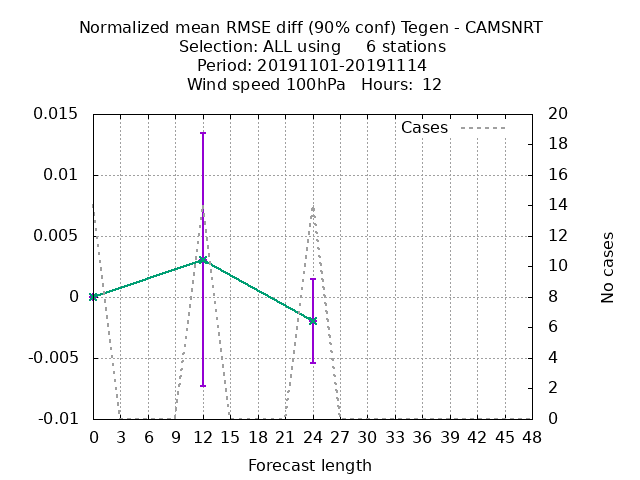 Normalized mean RMSE diff (90% conf) Tegen - CAMSNRT
Selection: ALL using     6 stations
Period: 20191101-20191114
Wind speed 100hPa   Hours:  12
Cases
0.015
0.01
0.005
0
-0.005
-0.01
20
18
16
14
12
10
8
6
4
2
0
No cases
0 3 6 9 12 15 18 21 24 27 30 33 36 39 42 45 48
Forecast length